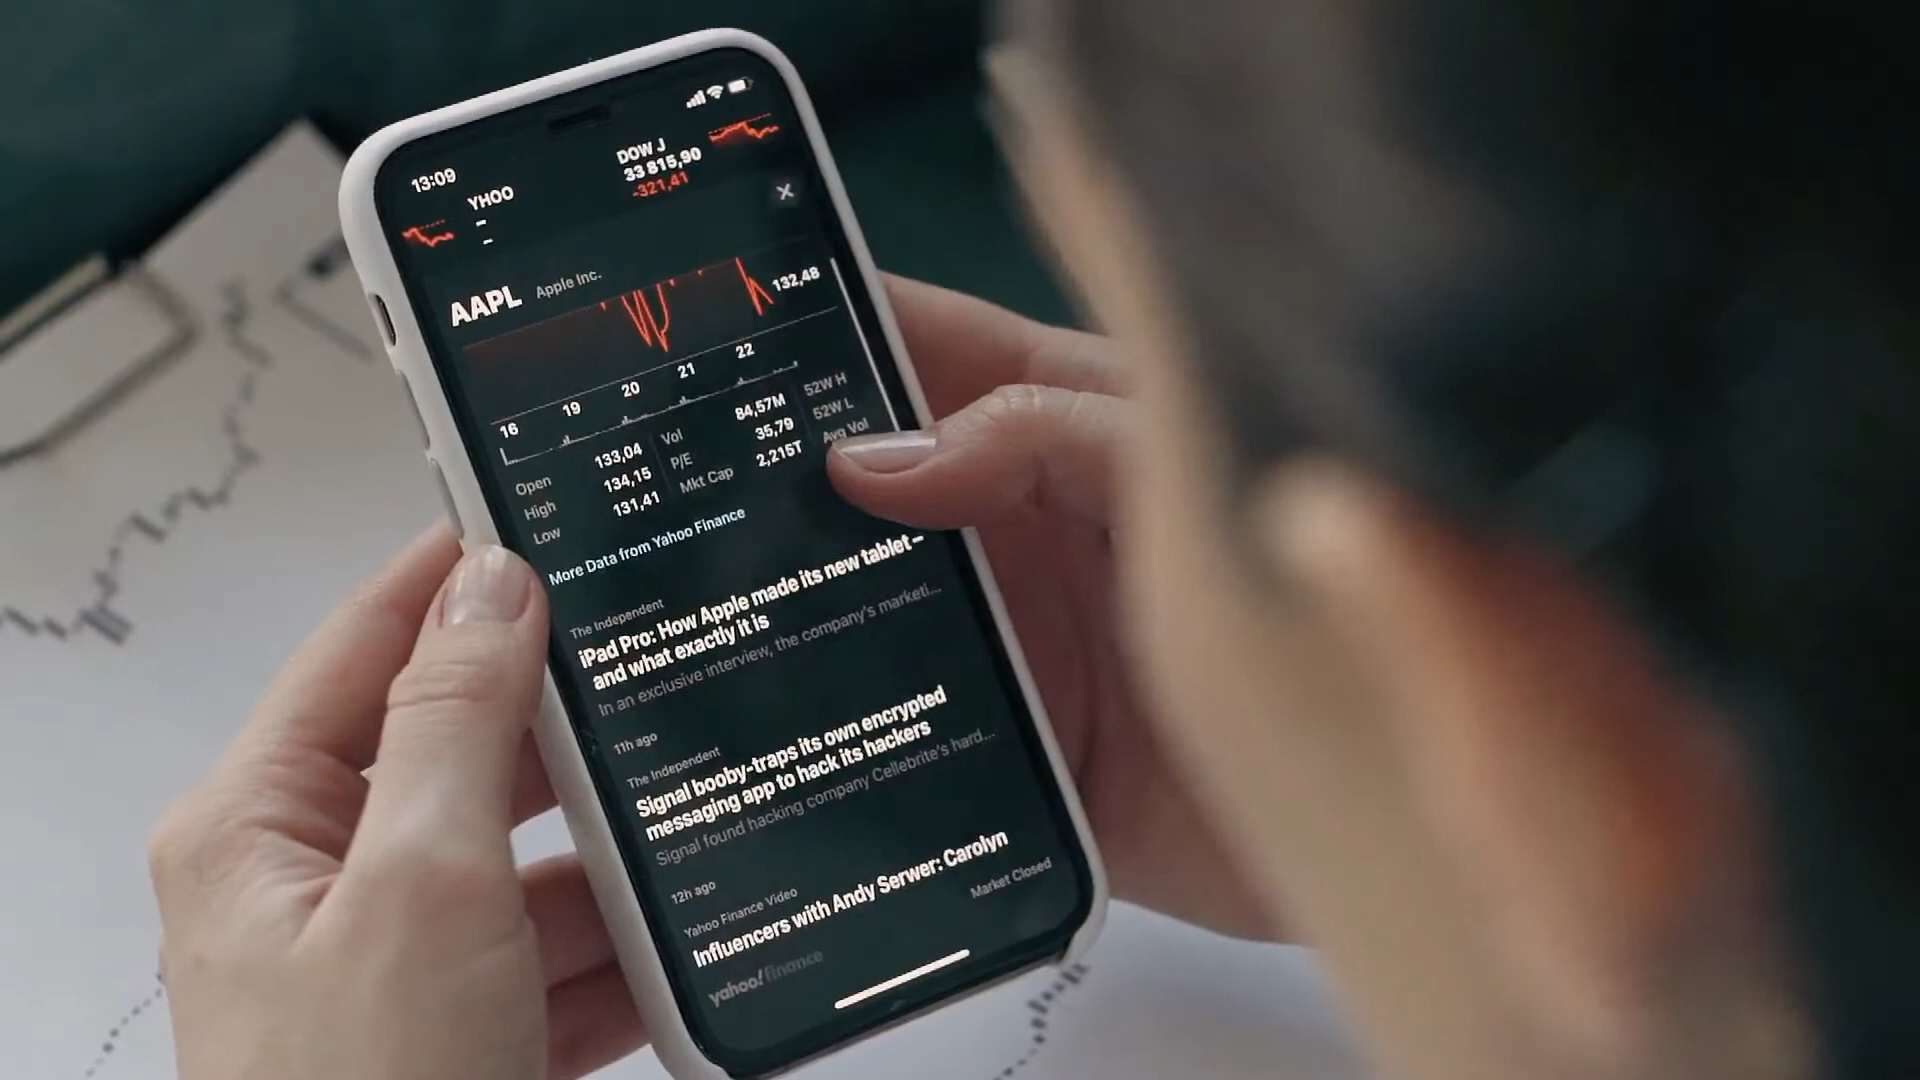 13:09
YHOO
-
-
DOW J
33 815,90
-321,41
AAPL Apple Inc.
132,48
16 19 20 21 22
Open 133,04
High 134,15
Low 131,41
Vol 84,57M
P/E 35,79
Mkt Cap 2,215T
52W H
52W L
Avg Vol
More Data from Yahoo Finance
The Independent
iPad Pro: How Apple made its new tablet –
and what exactly it is
In an exclusive interview, the company's marketi...
11h ago
The Independent
Signal booby-traps its own encrypted
messaging app to hack its hackers
Signal found hacking company Cellebrite's hard...
12h ago
Yahoo Finance Video
Influencers with Andy Serwer: Carolyn
yahoo!finance
Market Closed